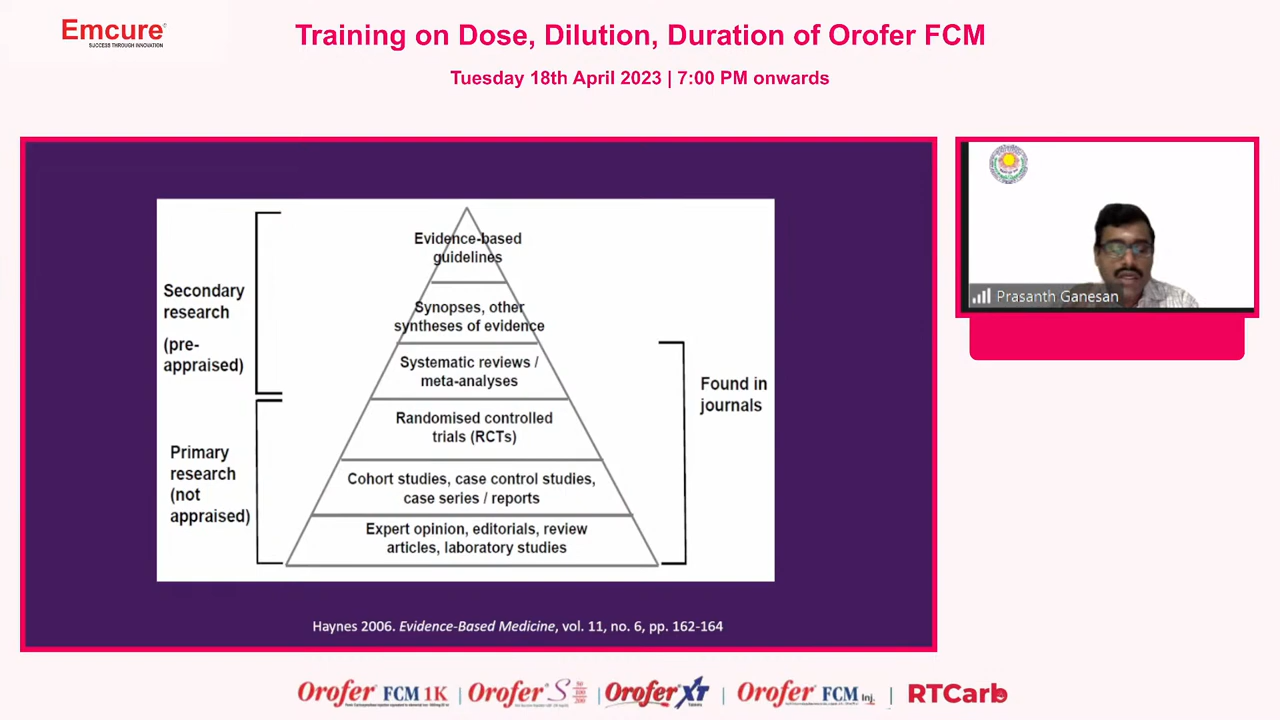 Emcure
SUCCESS THROUGH INNOVATION
Training on Dose, Dilution, Duration of Orofer FCM
Tuesday 18th April 2023 | 7:00 PM onwards
Secondary
research
(pre-
appraised)
Primary
research
(not
appraised)
Evidence-based
guidelines
Synopses, other
syntheses of evidence
Systematic reviews /
meta-analyses
Randomised controlled
trials (RCTs)
Cohort studies, case control studies,
case series / reports
Expert opinion, editorials, review
articles, laboratory studies
Found in
journals
Haynes 2006. Evidence-Based Medicine, vol. 11, no. 6, pp. 162-164
Prasanth Ganesan
Orofer FCM 1K | Orofer S 50 100 200 | Orofer XT | Orofer FCM Inj. | RTCarb